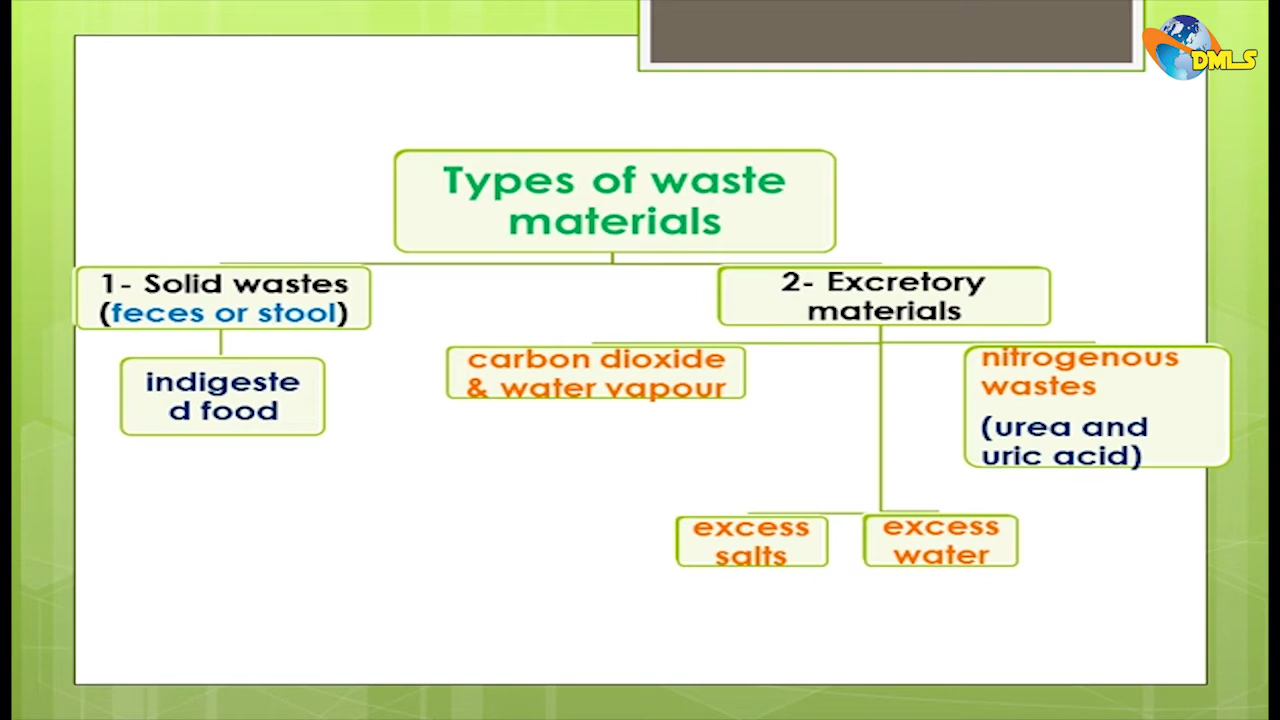 DMLS
Types of waste
materials
1- Solid wastes
(feces or stool)
2- Excretory
materials
indigeste
d food
carbon dioxide
& water vapour
nitrogenous
wastes
(urea and
uric acid)
excess
salts
excess
water